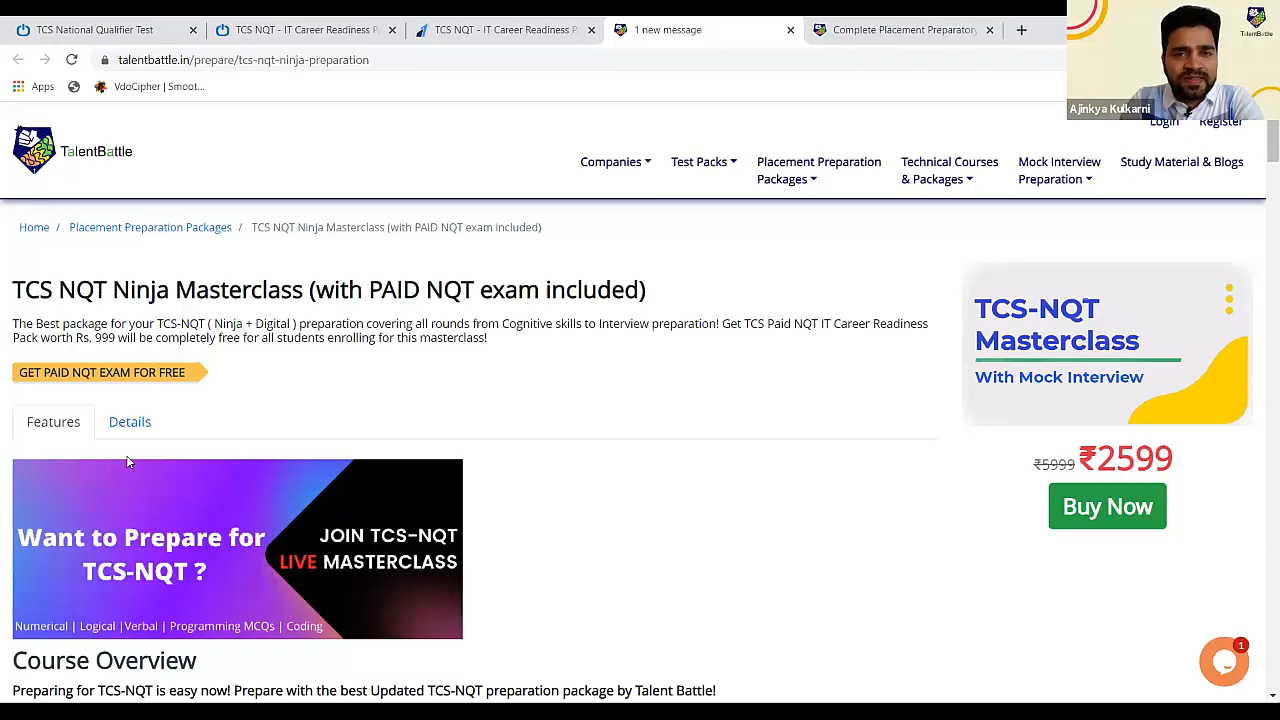 TCS National Qualifier Test
TCS NQT - IT Career Readiness
TCS NQT - IT Career Readiness P
1 new message
Complete Placement Preparatory
talentbattle.in/prepare/tcs-nqt-ninja-preparation
Apps
VdoCipher | Smoot...
TalentBattle
Ajinkya Kulkarni
Login
Register
TalentBattle
Companies
Test Packs
Placement Preparation
Packages
Technical Courses
& Packages
Mock Interview
Preparation
Study Material & Blogs
Home / Placement Preparation Packages / TCS NQT Ninja Masterclass (with PAID NQT exam included)
TCS NQT Ninja Masterclass (with PAID NQT exam included)
The Best package for your TCS-NQT ( Ninja + Digital ) preparation covering all rounds from Cognitive skills to Interview preparation! Get TCS Paid NQT IT Career Readiness
Pack worth Rs. 999 will be completely free for all students enrolling for this masterclass!
GET PAID NQT EXAM FOR FREE
Features
Details
TCS-NQT
Masterclass
With Mock Interview
₹5999 ₹2599
Buy Now
Want to Prepare for
TCS-NQT ?
JOIN TCS-NQT
LIVE MASTERCLASS
Numerical | Logical |Verbal | Programming MCQs | Coding
1
Course Overview
Preparing for TCS-NQT is easy now! Prepare with the best Updated TCS-NQT preparation package by Talent Battle!